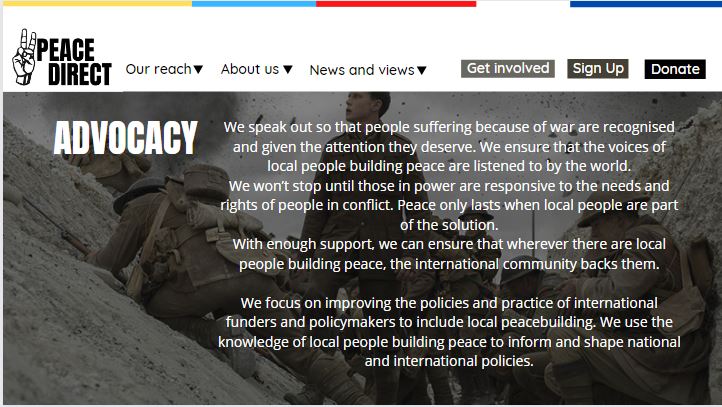 PEACE
DIRECT
Our reach▼ About us ▼ News and views▼ Get involved Sign Up Donate
ADVOCACY
We speak out so that people suffering because of war are recognised
and given the attention they deserve. We ensure that the voices of
local people building peace are listened to by the world.
We won't stop until those in power are responsive to the needs and
rights of people in conflict. Peace only lasts when local people are part
of the solution.
With enough support, we can ensure that wherever there are local
people building peace, the international community backs them.
We focus on improving the policies and practice of international
funders and policymakers to include local peacebuilding. We use the
knowledge of local people building peace to inform and shape national
and international policies.